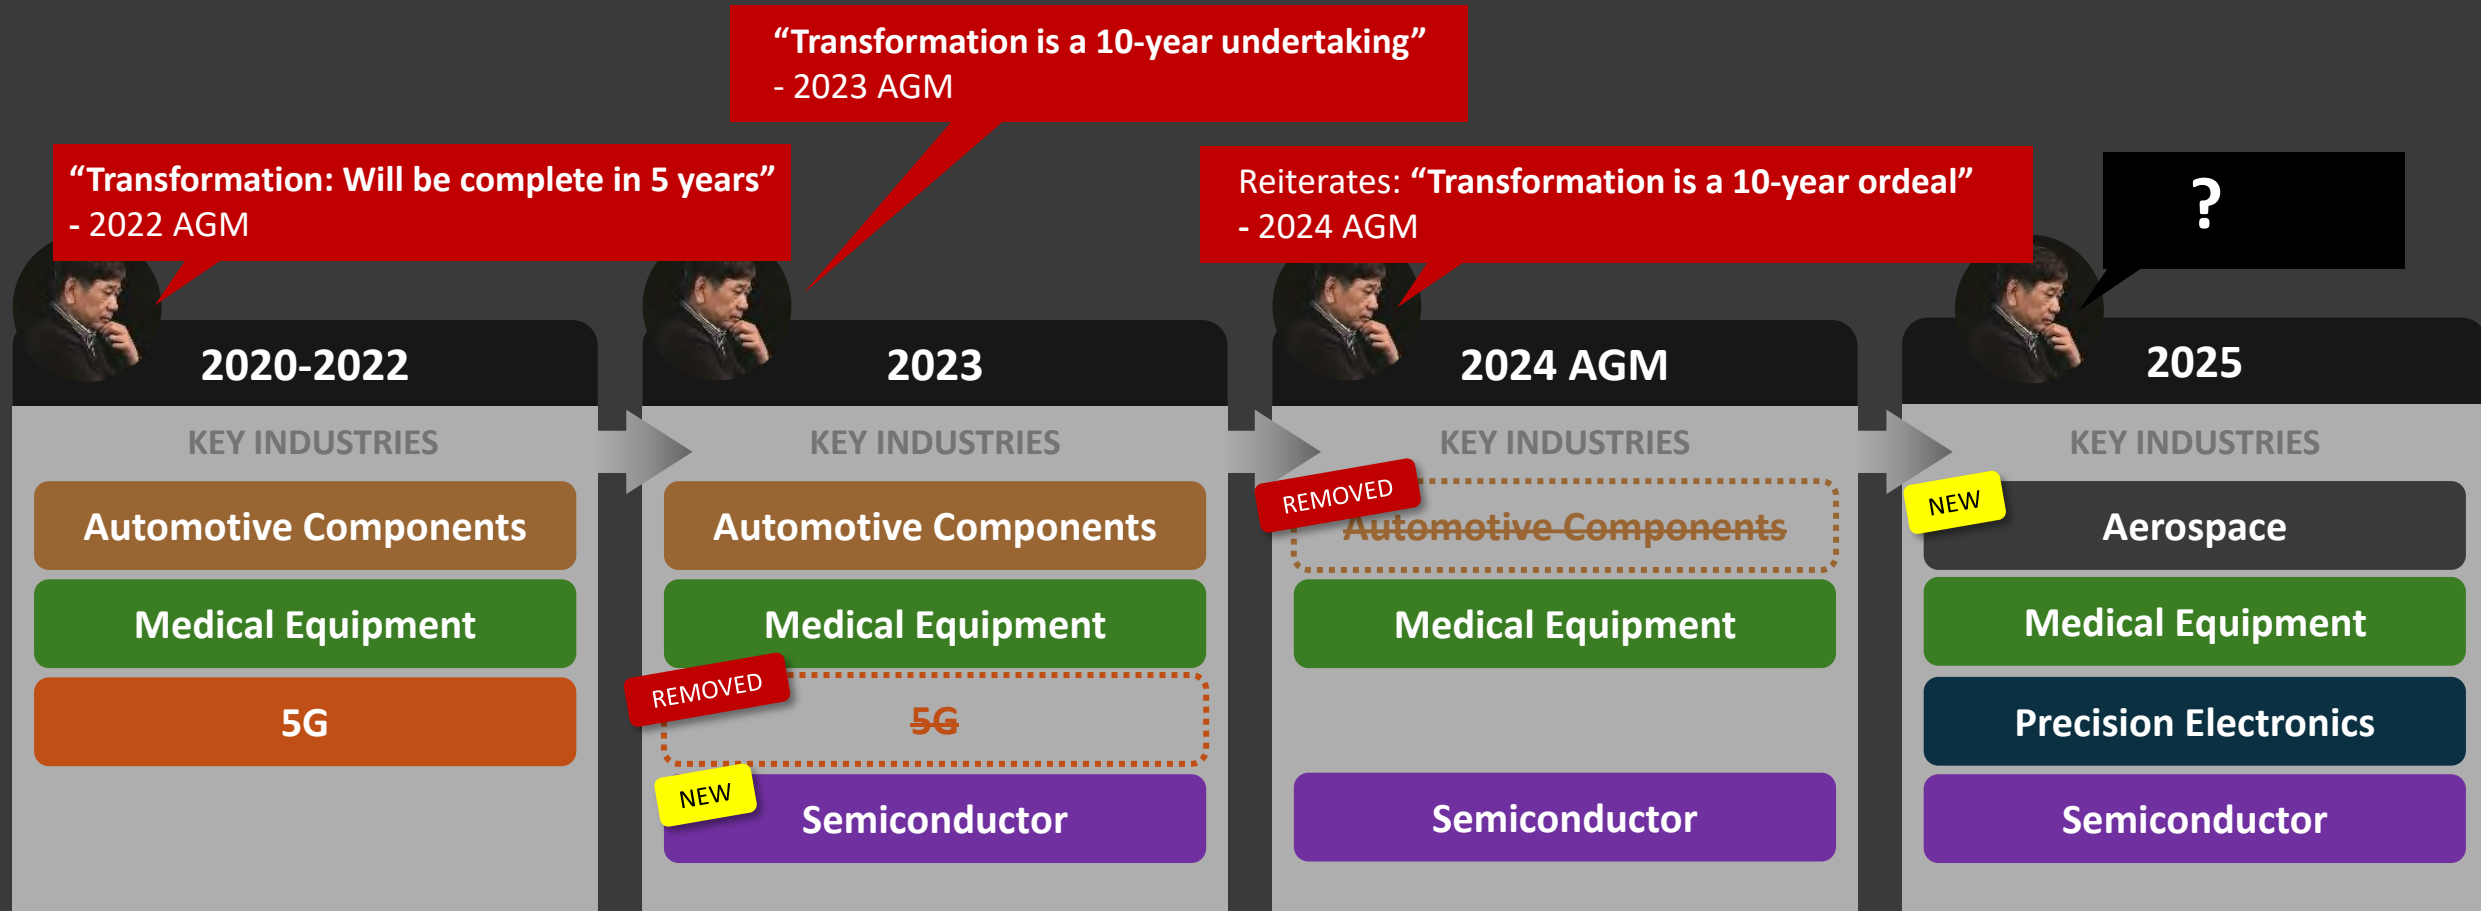 “Transformation is a 10-year undertaking”
- 2023 AGM
“Transformation: Will be complete in 5 years”
- 2022 AGM
Reiterates: “Transformation is a 10-year ordeal”
- 2024 AGM
?
2020-2022
KEY INDUSTRIES
Automotive Components
Medical Equipment
5G
2023
KEY INDUSTRIES
Automotive Components
Medical Equipment
REMOVED
5G
NEW
Semiconductor
2024 AGM
KEY INDUSTRIES
REMOVED
Automotive Components
Medical Equipment
Semiconductor
2025
KEY INDUSTRIES
NEW
Aerospace
Medical Equipment
Precision Electronics
Semiconductor